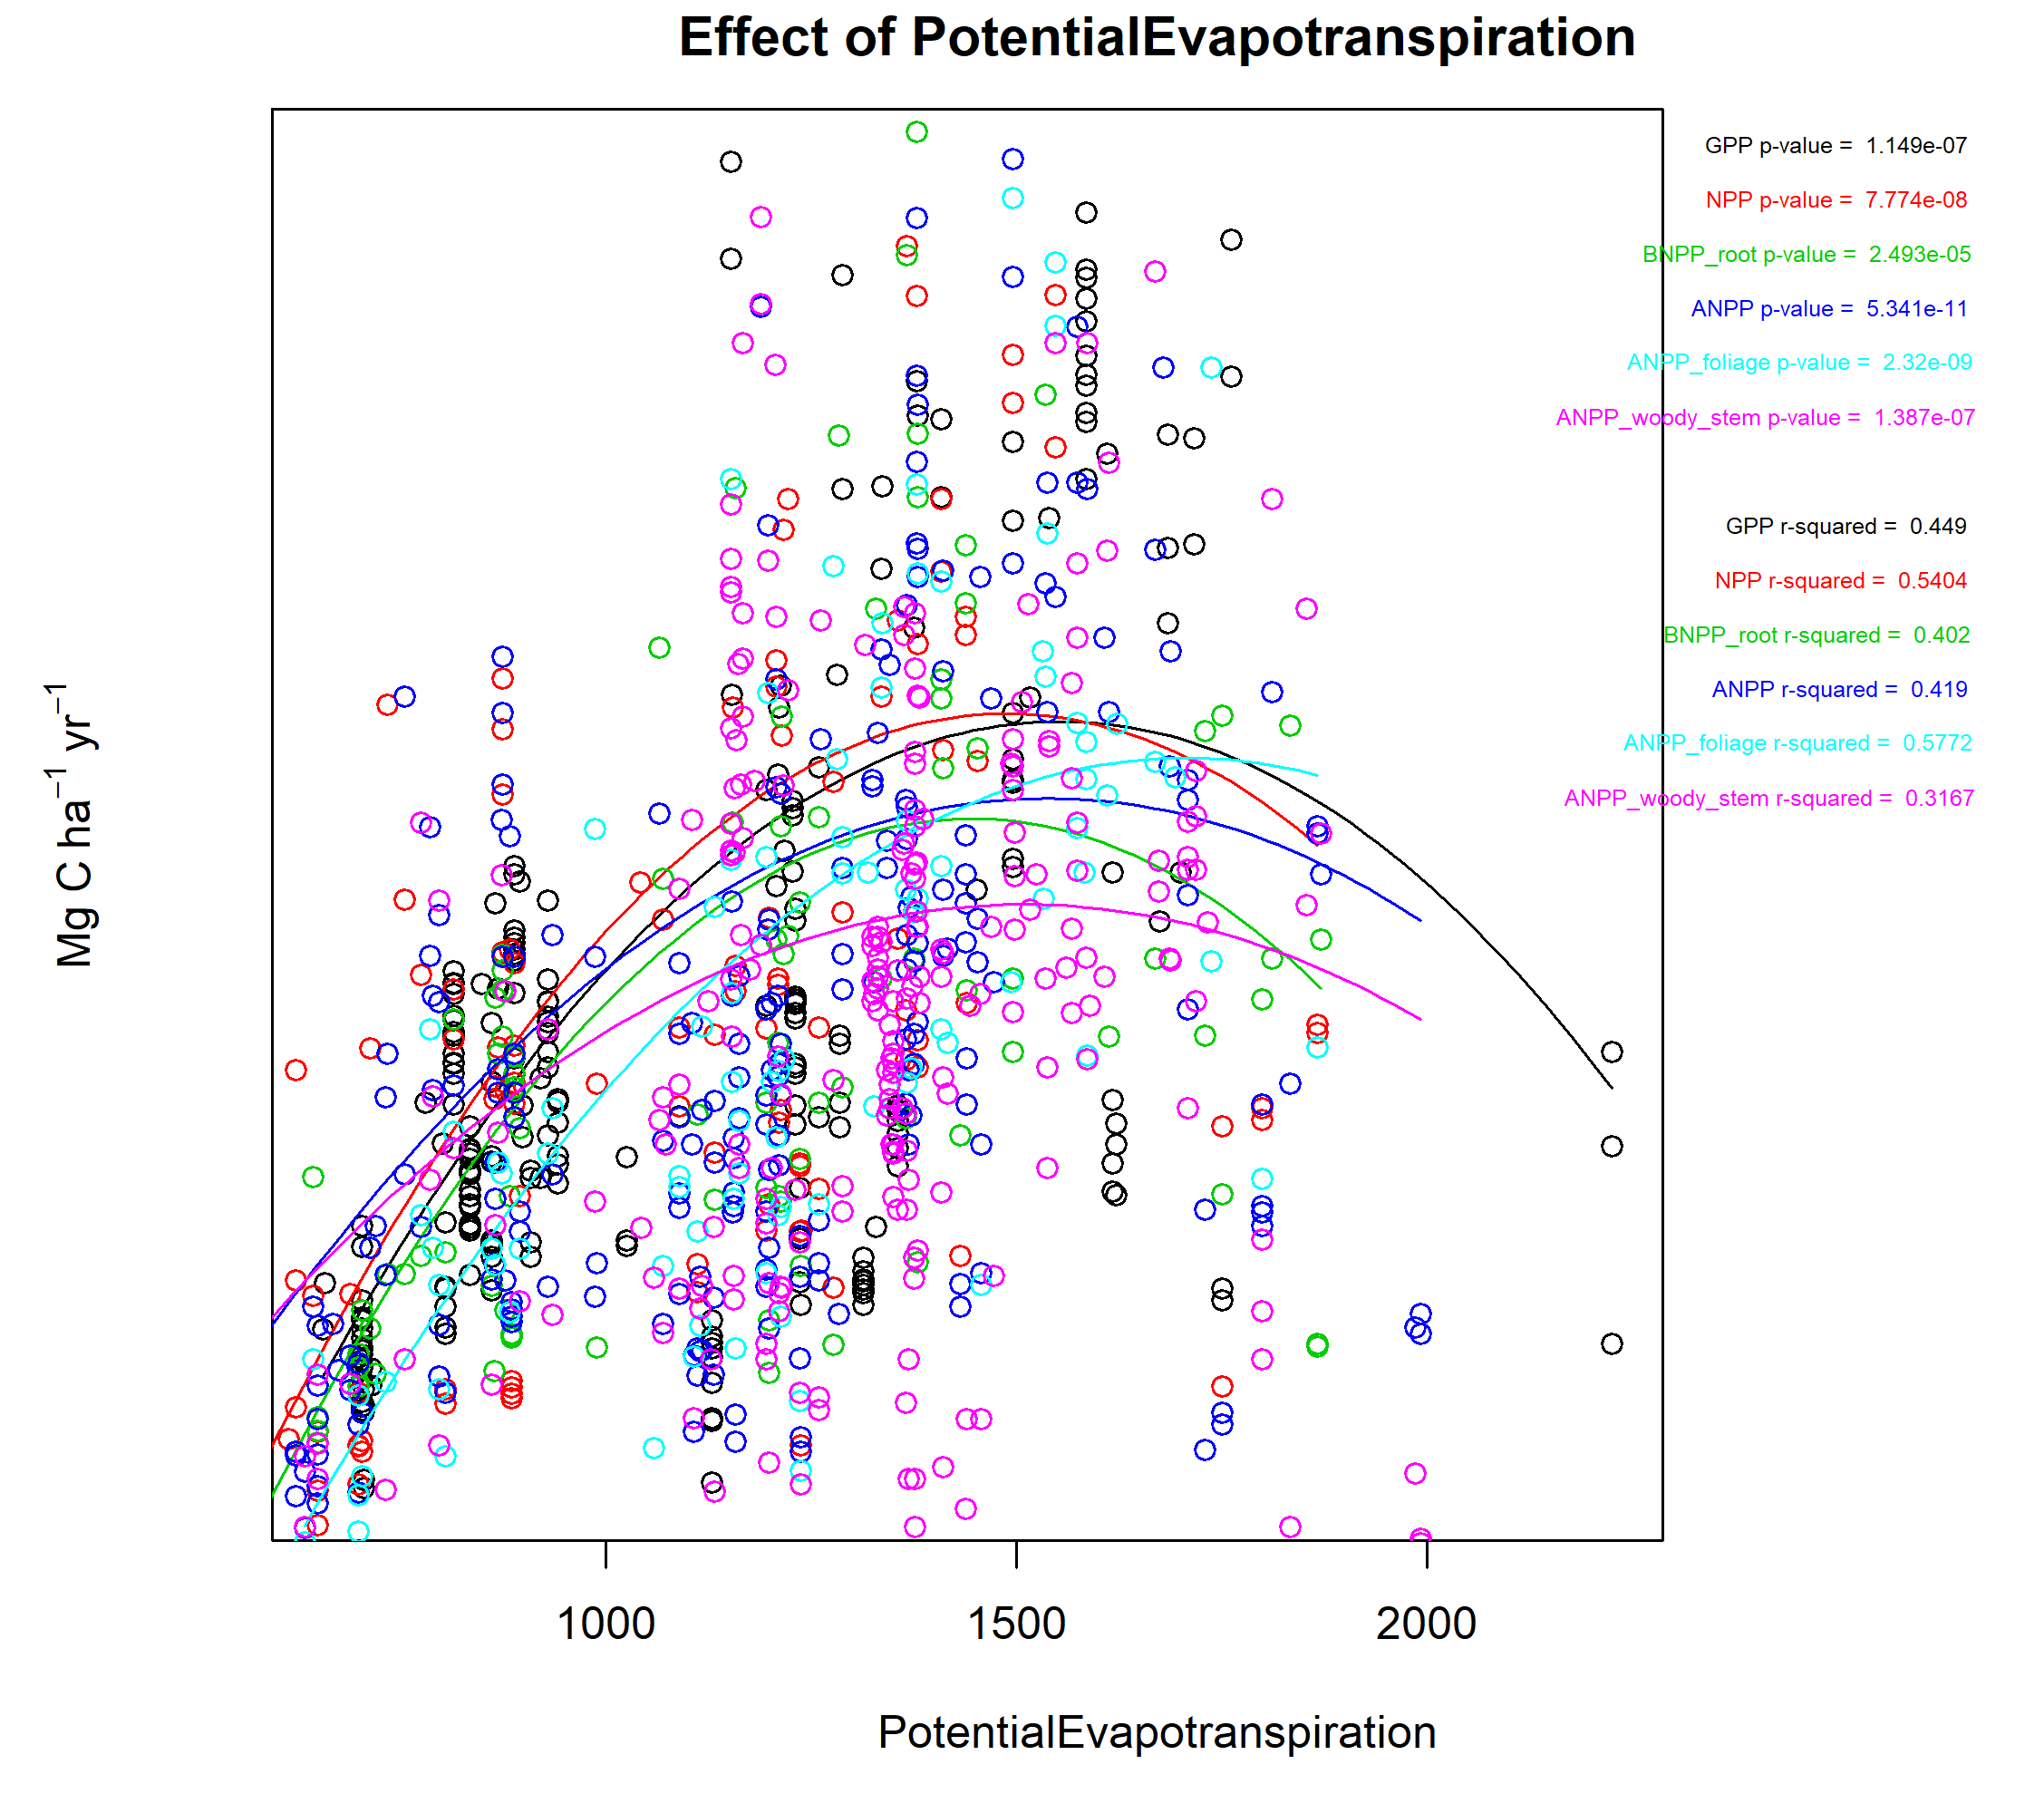 Effect of PotentialEvapotranspiration
GPP p-value = 1.149e-07
NPP p-value = 7.774e-08
BNPP_root p-value = 2.493e-05
ANPP p-value = 5.341e-11
ANPP_foliage p-value = 2.32e-09
ANPP_woody_stem p-value = 1.387e-07
GPP r-squared = 0.449
NPP r-squared = 0.5404
BNPP_root r-squared = 0.402
ANPP r-squared = 0.419
ANPP_foliage r-squared = 0.5772
ANPP_woody_stem r-squared = 0.3167
Mg C ha⁻¹ yr⁻¹
1000 1500 2000
PotentialEvapotranspiration